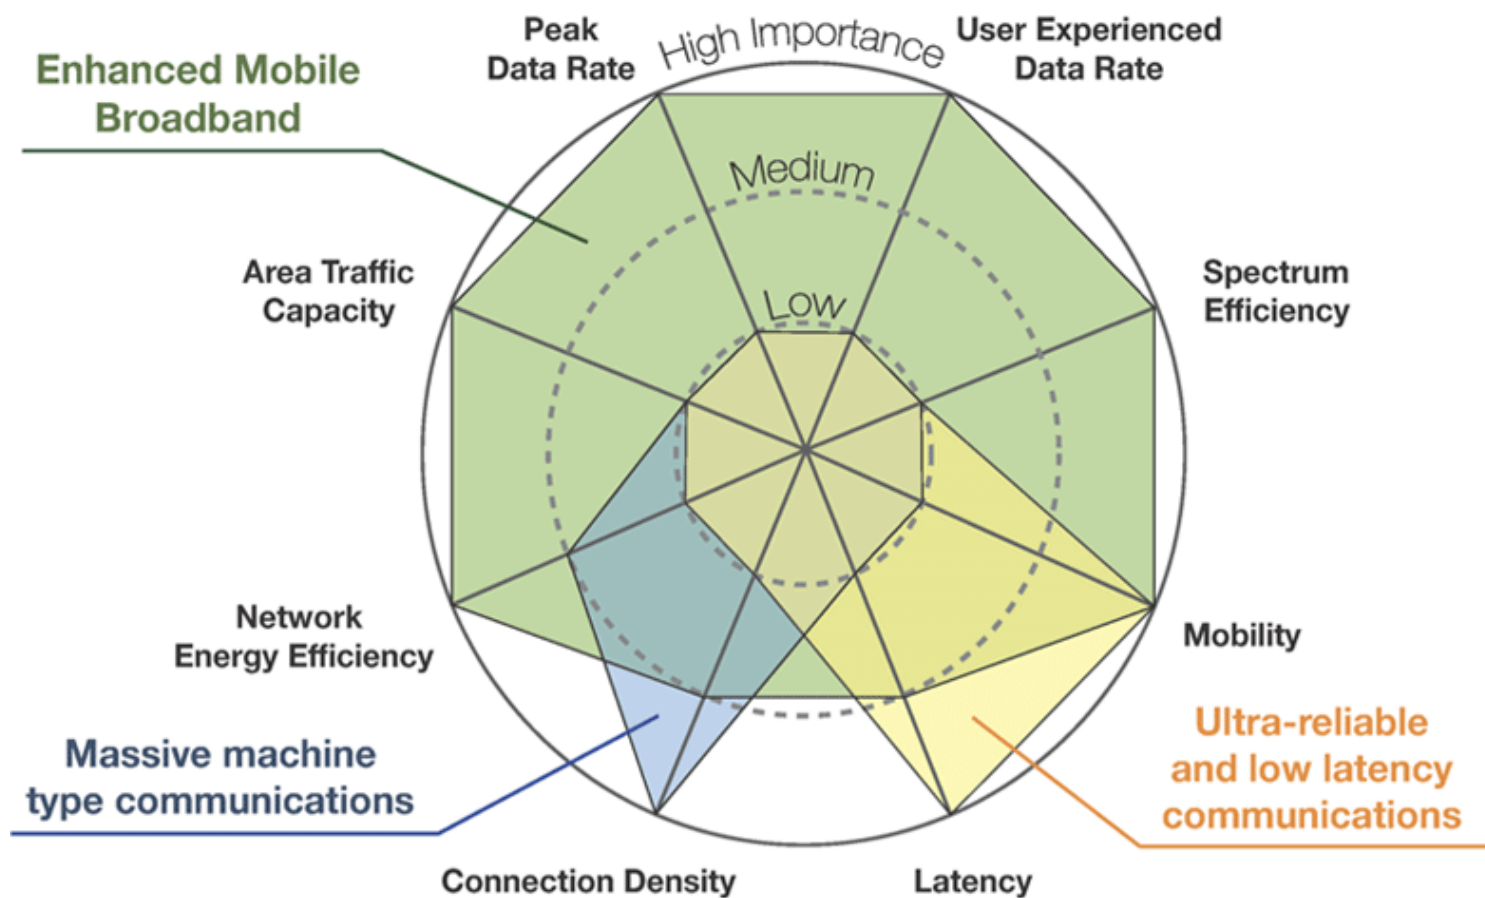 Peak
Data Rate
High Importance
User Experienced
Data Rate
Enhanced Mobile
Broadband
Medium
Area Traffic
Capacity
Low
Spectrum
Efficiency
Network
Energy Efficiency
Mobility
Massive machine
type communications
Ultra-reliable
and low latency
communications
Connection Density
Latency